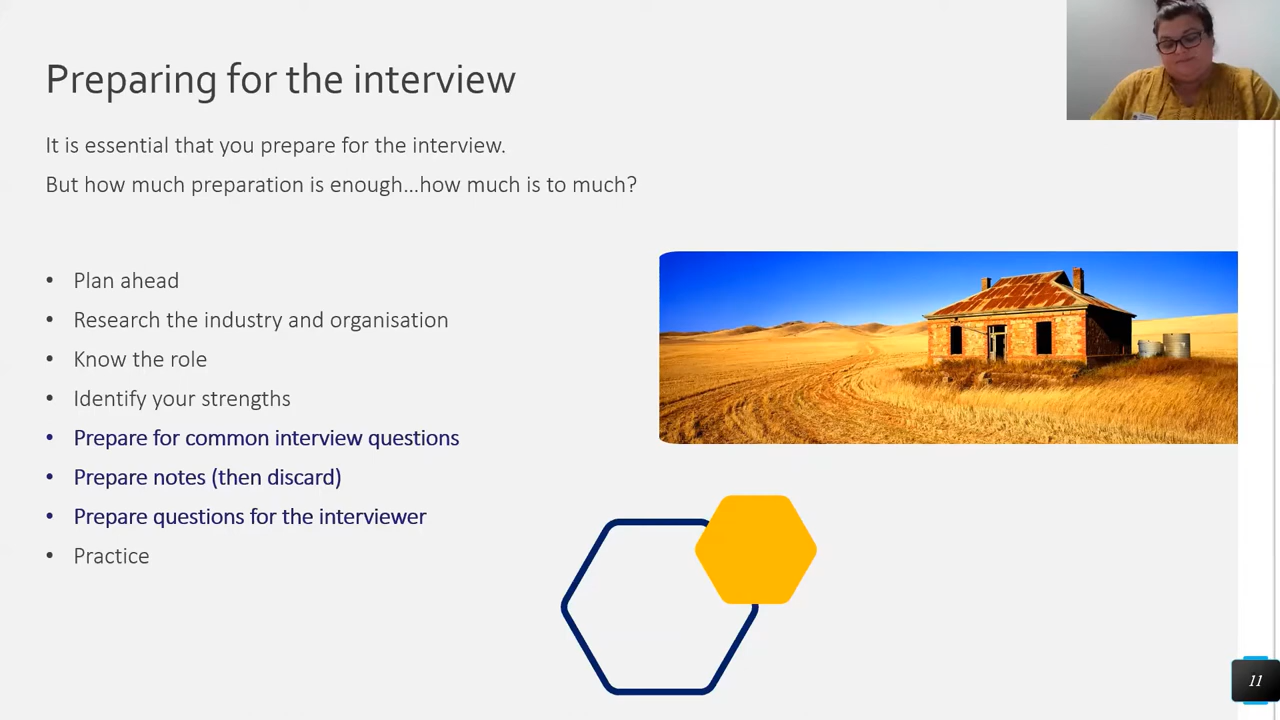 Preparing for the interview
It is essential that you prepare for the interview.
But how much preparation is enough…how much is to much?
• Plan ahead
• Research the industry and organisation
• Know the role
• Identify your strengths
• Prepare for common interview questions
• Prepare notes (then discard)
• Prepare questions for the interviewer
• Practice
11